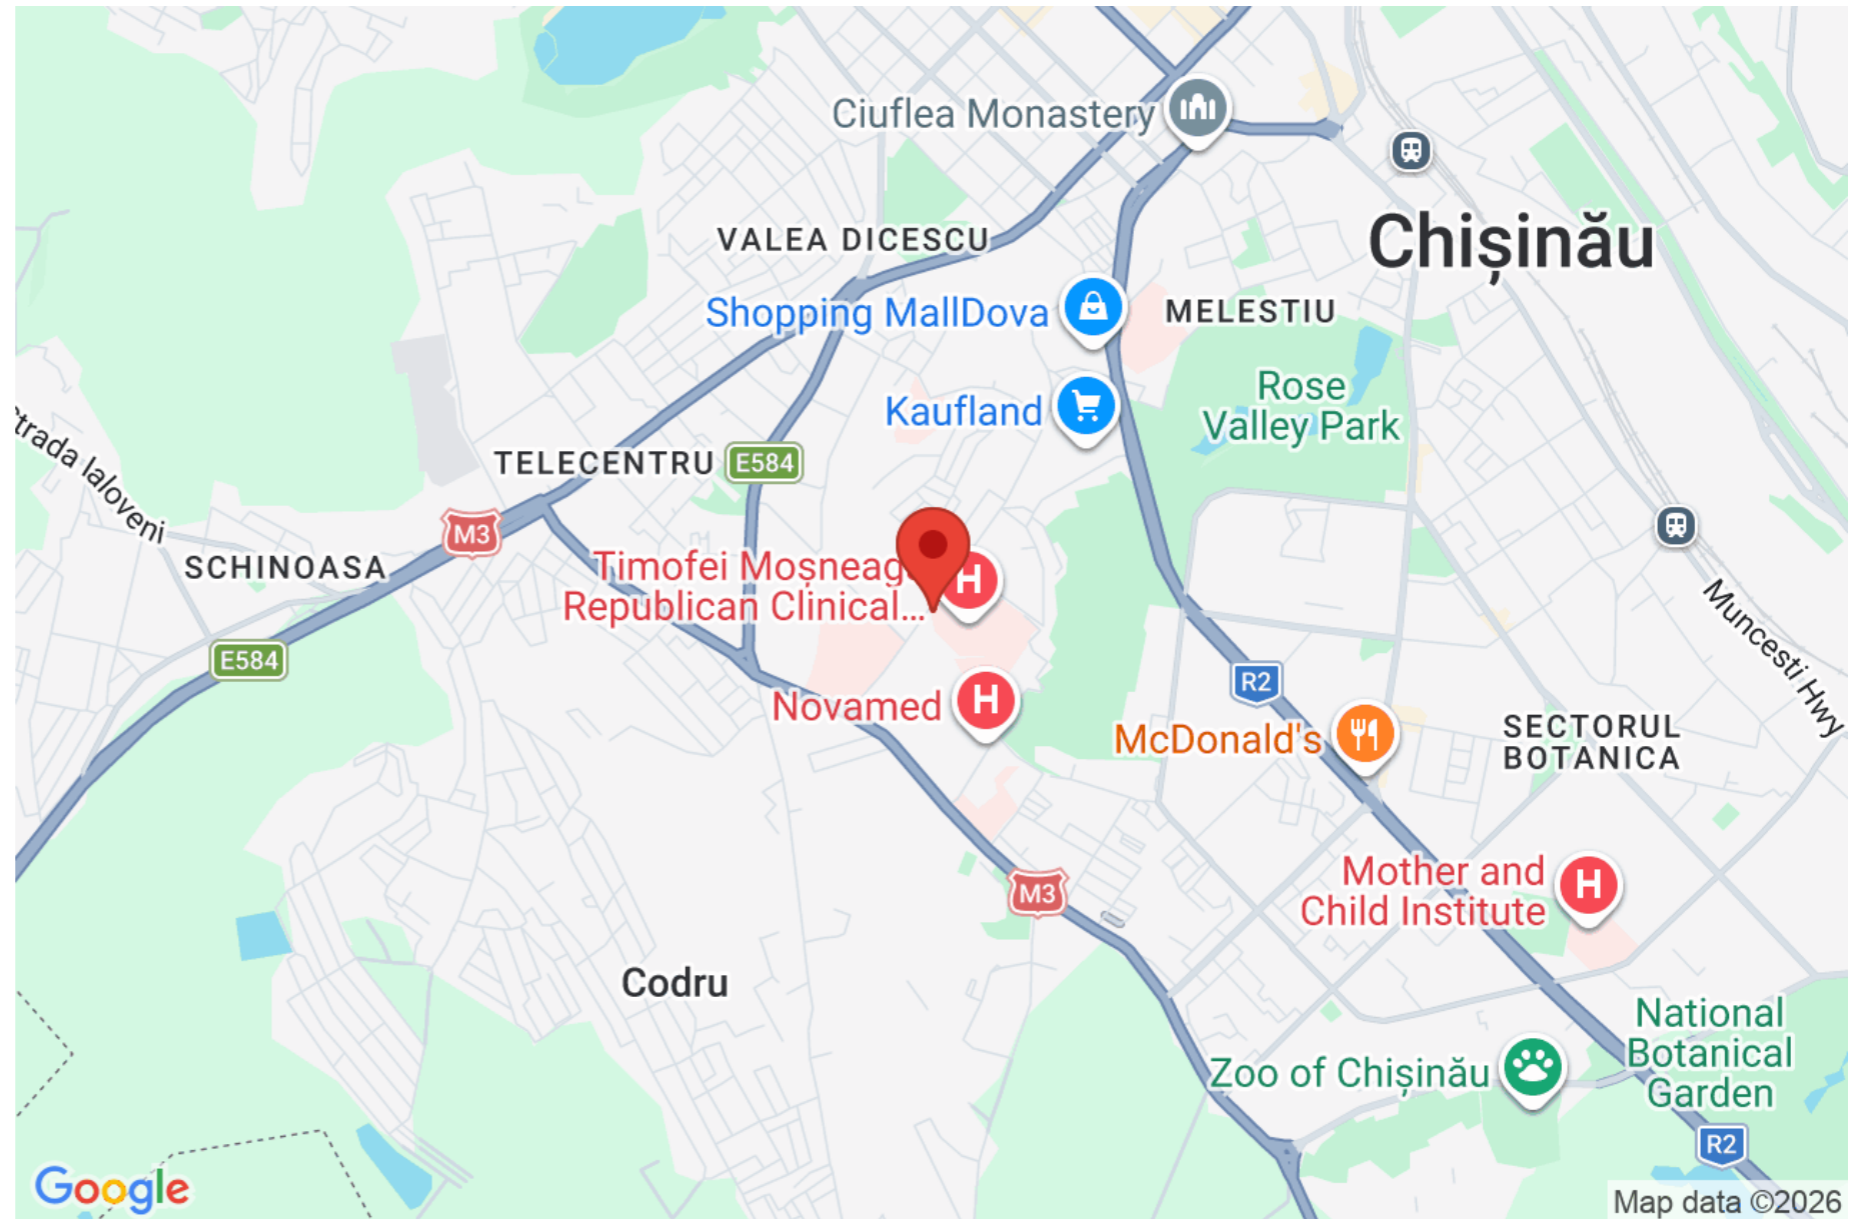 Ciuflea Monastery
Chișinău
VALEA DICESCU
Shopping MallDova
MELESTIU
Rose
Valley Park
Kaufland
TELECENTRU
E584
M3
strada Ialoveni
SCHINOASA
Timofei Moșneaga
Republican Clinical...
H
E584
Novamed
H
R2
Muncesti Hwy
McDonald's
SECTORUL
BOTANICA
M3
Mother and
Child Institute
H
Codru
National
Botanical
Garden
Zoo of Chișinău
R2
Google
Map data ©2026